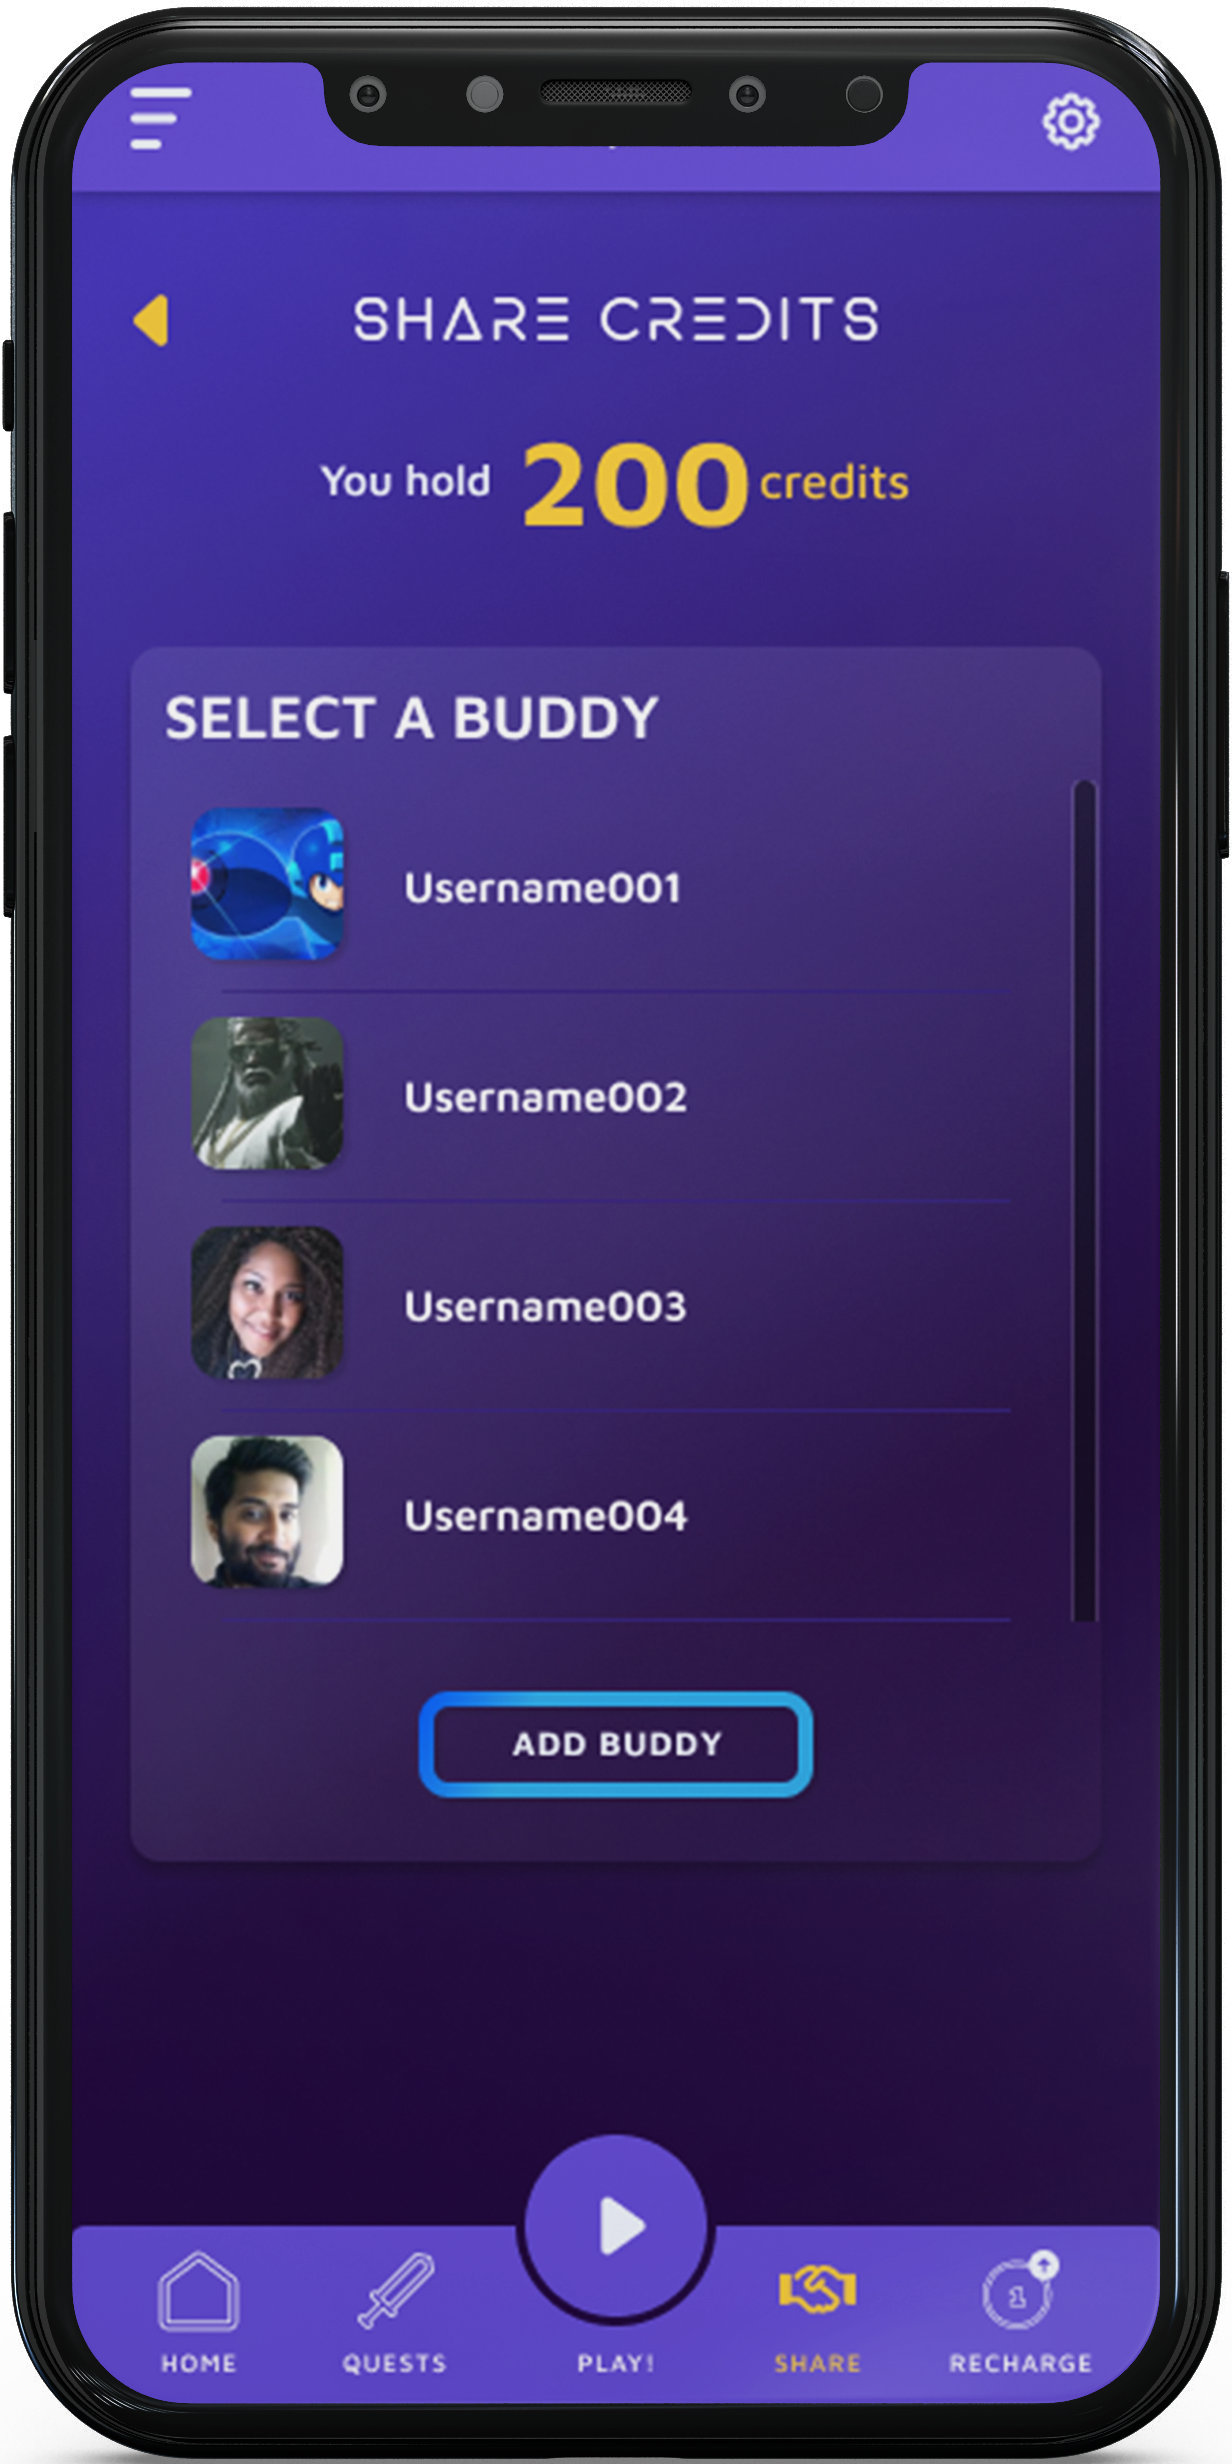 SHARE CREDITS
You hold 200 credits
SELECT A BUDDY
Username001
Username002
Username003
Username004
ADD BUDDY
HOME
QUESTS
PLAY!
SHARE
1
RECHARGE